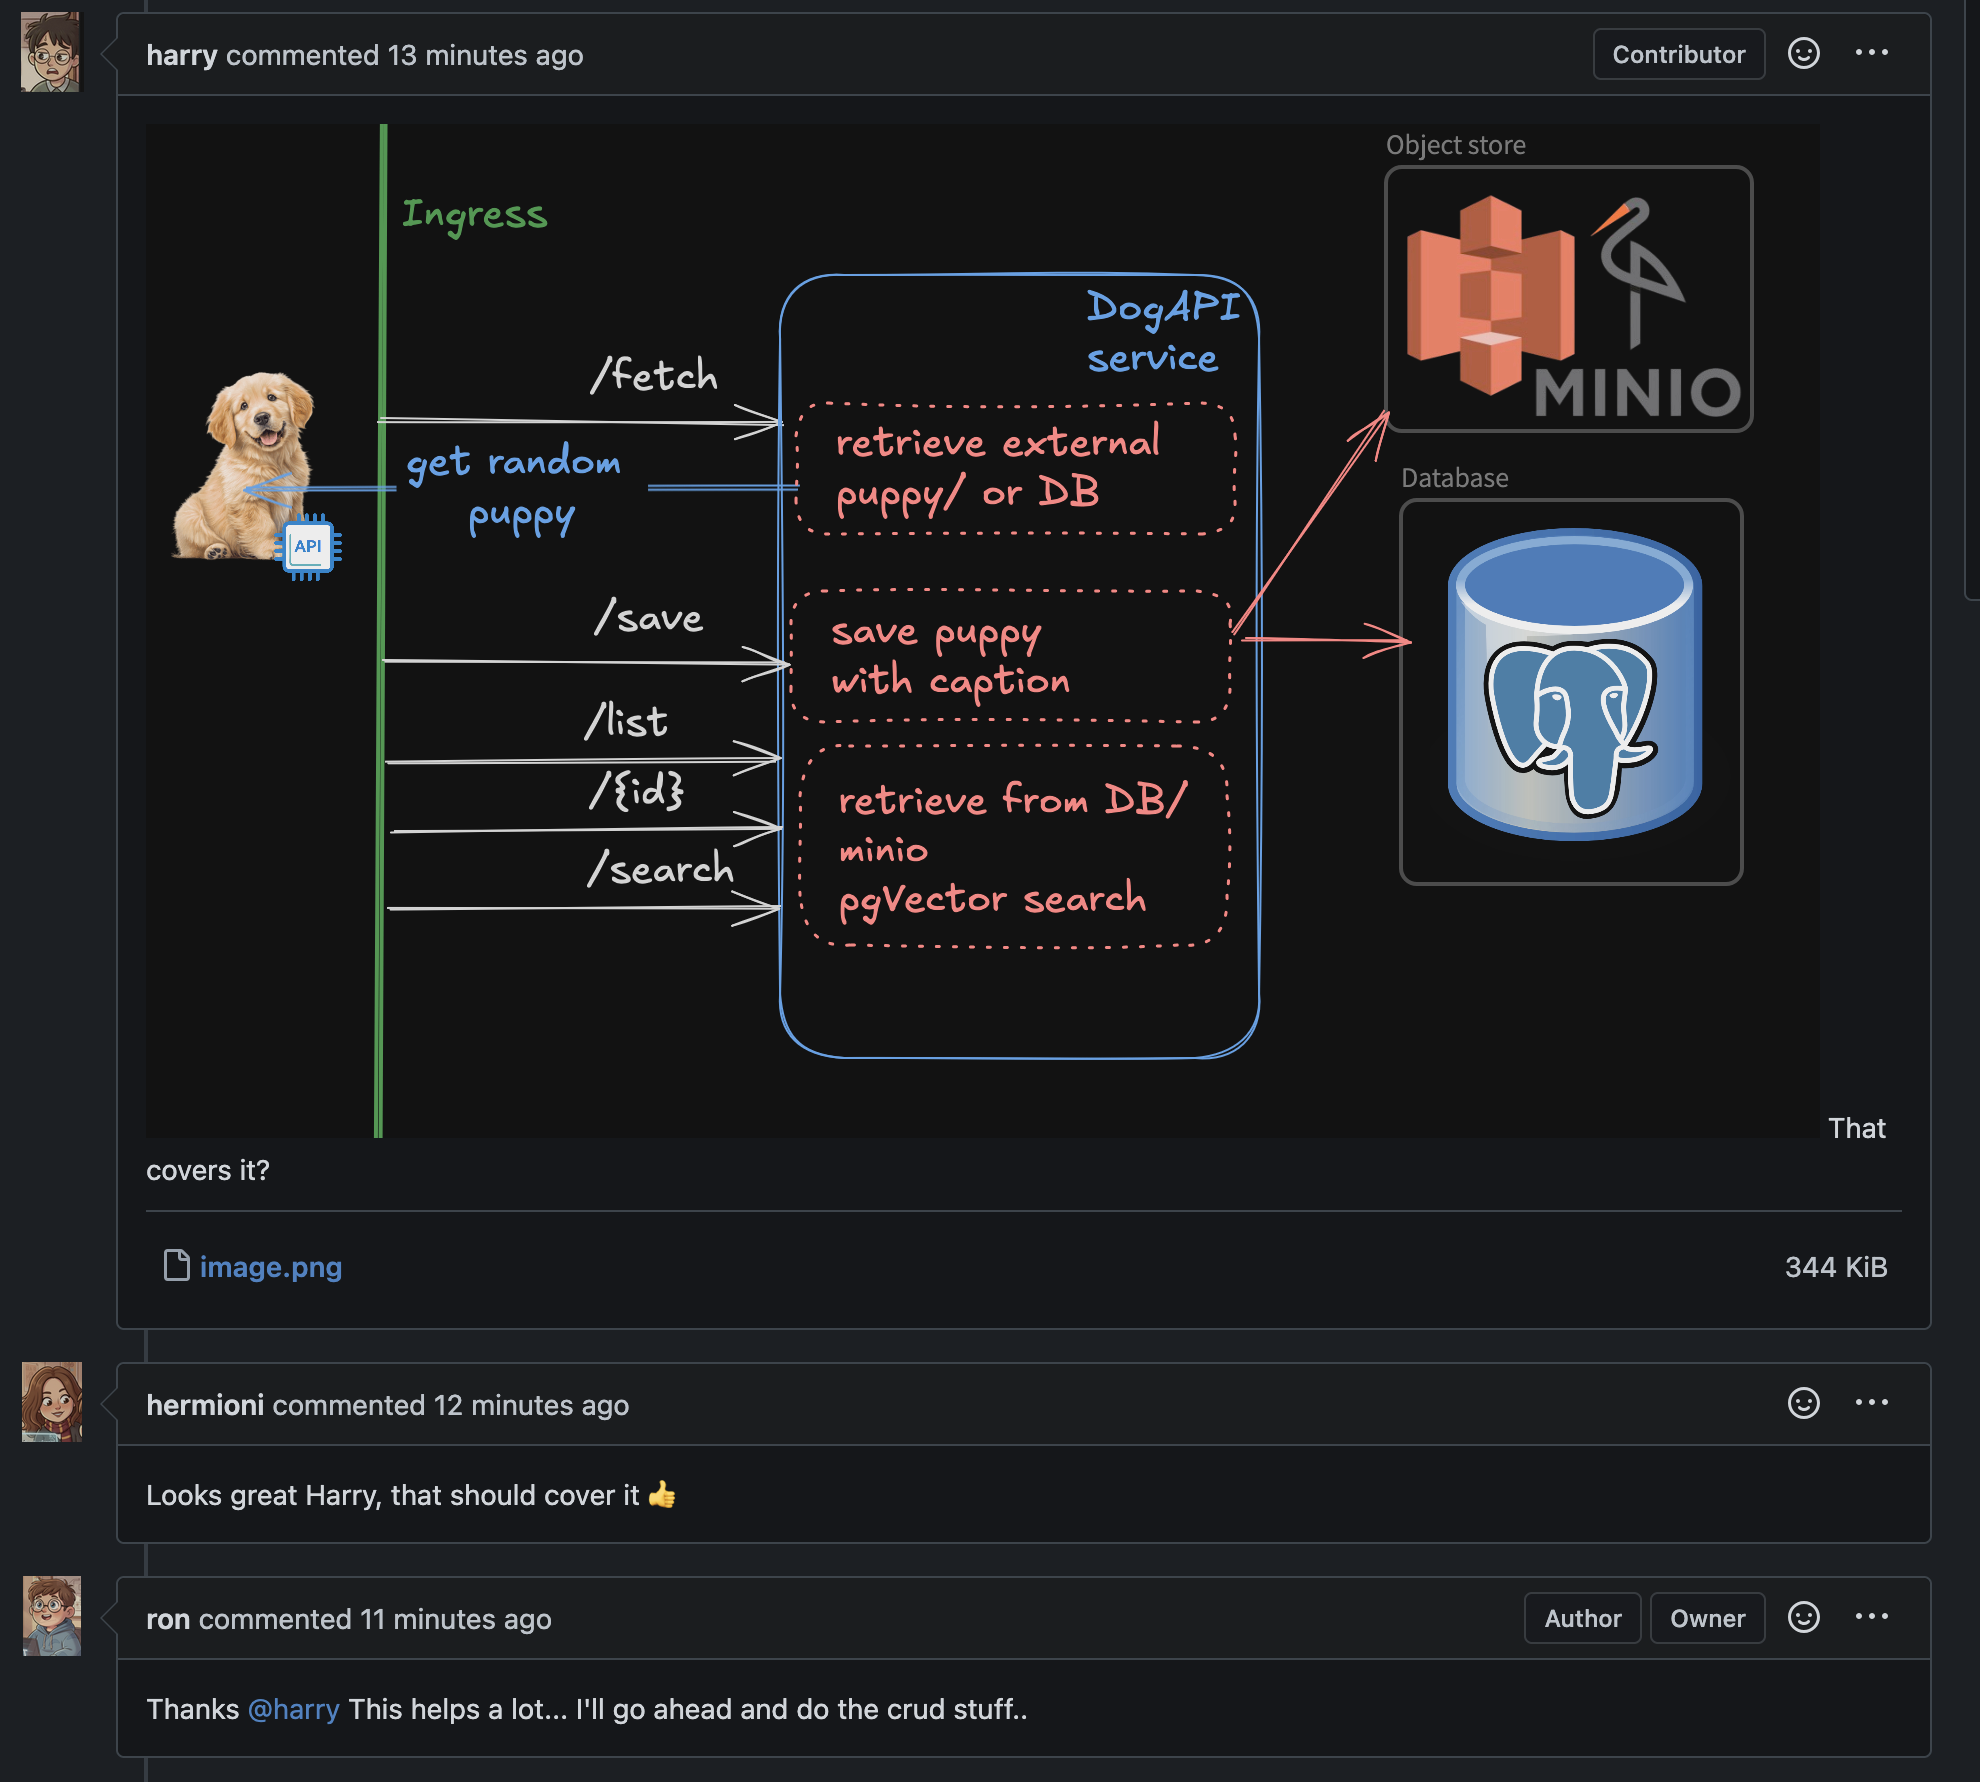 harry commented 13 minutes ago
Contributor
Object store
Ingress
DogAPI
service
MINIO
/fetch
retrieve external
puppy/ or DB
get random
puppy
API
Database
/save
save puppy
with caption
/list
/{id}
/search
retrieve from DB/
minio
pgVector search
That
covers it?
image.png
344 KiB
hermioni commented 12 minutes ago
Looks great Harry, that should cover it 👍
ron commented 11 minutes ago
Author
Owner
Thanks @harry This helps a lot... I'll go ahead and do the crud stuff..